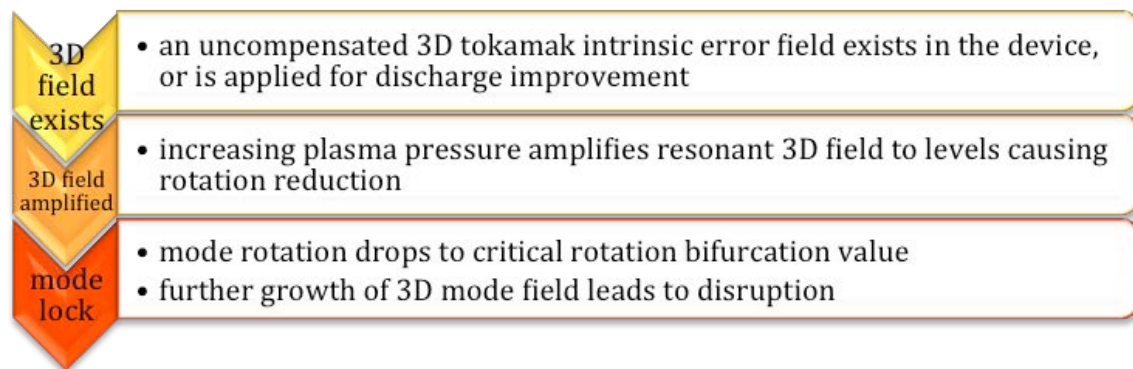 3D
field
exists
• an uncompensated 3D tokamak intrinsic error field exists in the device,
or is applied for discharge improvement
3D field
amplified
• increasing plasma pressure amplifies resonant 3D field to levels causing
rotation reduction
mode
lock
• mode rotation drops to critical rotation bifurcation value
• further growth of 3D mode field leads to disruption